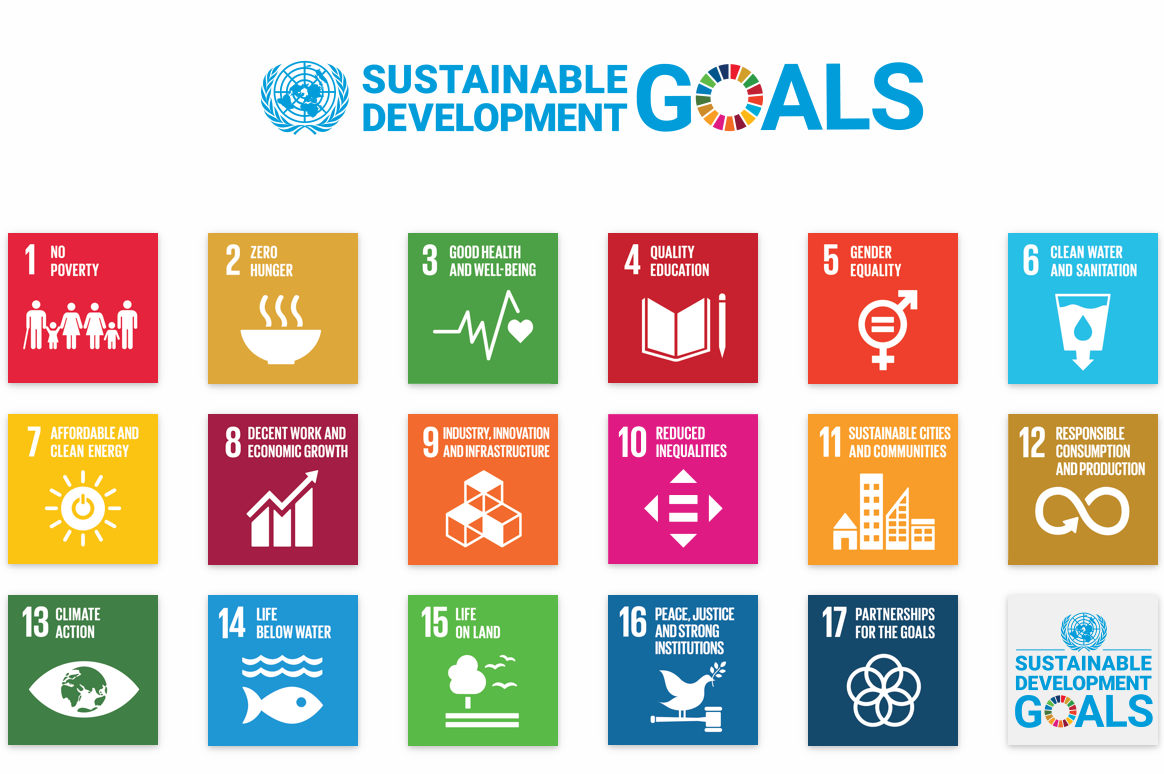 SUSTAINABLE
DEVELOPMENT
GOALS
1 NO
POVERTY
2 ZERO
HUNGER
3 GOOD HEALTH
AND WELL-BEING
4 QUALITY
EDUCATION
5 GENDER
EQUALITY
6 CLEAN WATER
AND SANITATION
7 AFFORDABLE AND
CLEAN ENERGY
8 DECENT WORK AND
ECONOMIC GROWTH
9 INDUSTRY, INNOVATION
AND INFRASTRUCTURE
10 REDUCED
INEQUALITIES
11 SUSTAINABLE CITIES
AND COMMUNITIES
12 RESPONSIBLE
CONSUMPTION
AND PRODUCTION
13 CLIMATE
ACTION
14 LIFE
BELOW WATER
15 LIFE
ON LAND
16 PEACE, JUSTICE
AND STRONG
INSTITUTIONS
17 PARTNERSHIPS
FOR THE GOALS
SUSTAINABLE
DEVELOPMENT
GOALS